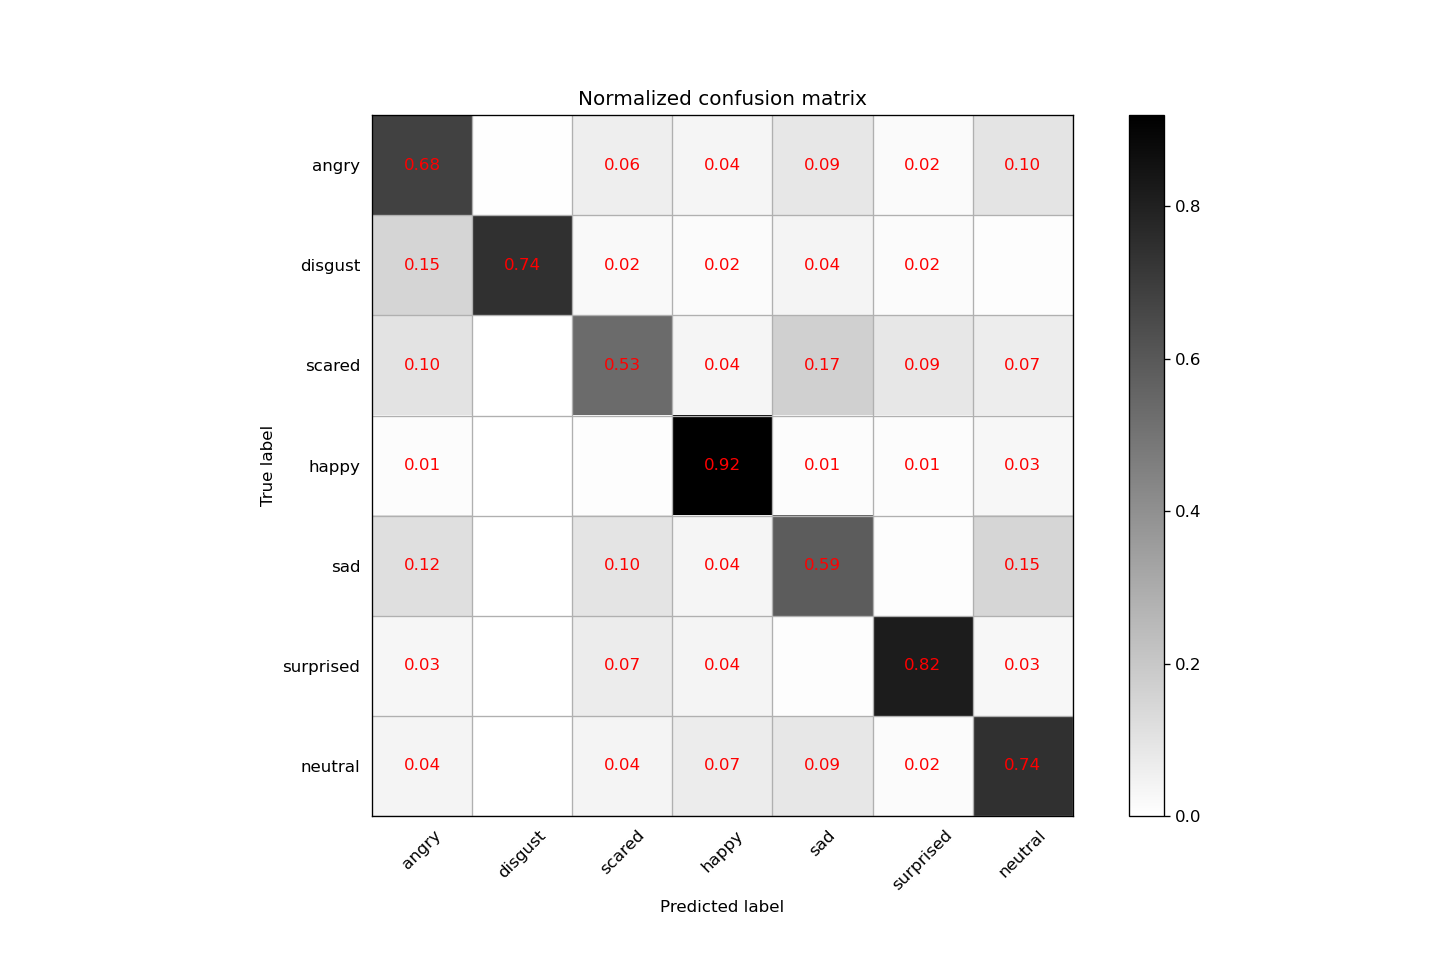 Normalized confusion matrix
angry 0.68 0.06 0.04 0.09 0.02 0.10
disgust 0.15 0.74 0.02 0.02 0.04 0.02
scared 0.10 0.53 0.04 0.17 0.09 0.07
happy 0.01 0.92 0.01 0.01 0.03
sad 0.12 0.10 0.04 0.59 0.15
surprised 0.03 0.07 0.04 0.82 0.03
neutral 0.04 0.04 0.07 0.09 0.02 0.74
True label
angry disgust scared happy sad surprised neutral
Predicted label
0.8
0.6
0.4
0.2
0.0